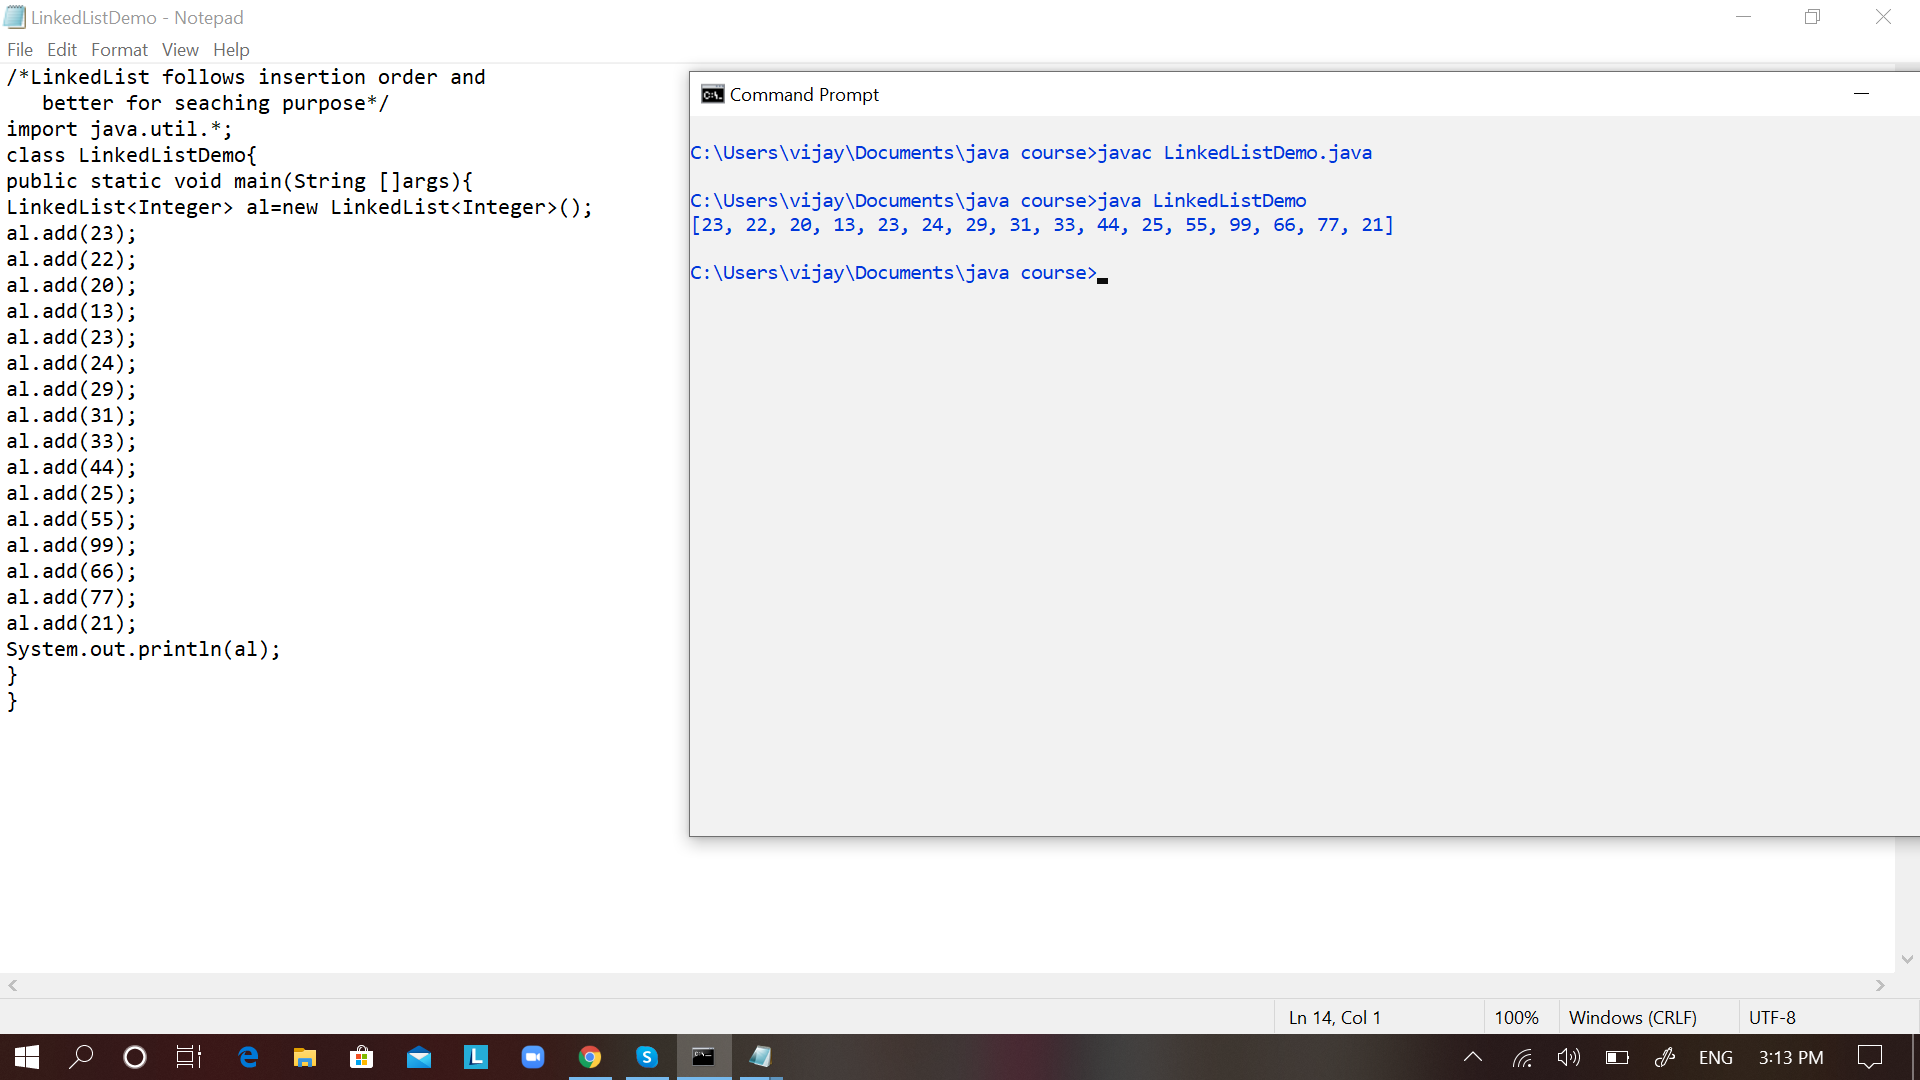 LinkedListDemo - Notepad
File Edit Format View Help
/*LinkedList follows insertion order and
better for seaching purpose*/
import java.util.*;
class LinkedListDemo{
public static void main(String []args){
LinkedList<Integer> al=new LinkedList<Integer>();
al.add(23);
al.add(22);
al.add(20);
al.add(13);
al.add(23);
al.add(24);
al.add(29);
al.add(31);
al.add(33);
al.add(44);
al.add(25);
al.add(55);
al.add(99);
al.add(66);
al.add(77);
al.add(21);
System.out.println(al);
}
}
Command Prompt
C:\Users\vijay\Documents\java course>javac LinkedListDemo.java
C:\Users\vijay\Documents\java course>java LinkedListDemo
[23, 22, 20, 13, 23, 24, 29, 31, 33, 44, 25, 55, 99, 66, 77, 21]
C:\Users\vijay\Documents\java course>
Ln 14, Col 1 100% Windows (CRLF) UTF-8
ENG 3:13 PM